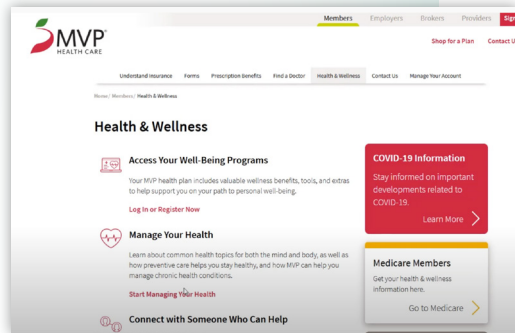 Members Employers Brokers Providers Sign
MVP
HEALTH CARE
Shop for a Plan Contact U
Understand Insurance Forms Prescription Benefits Find a Doctor Health & Wellness Contact Us Manage Your Account
Home / Members / Health & Wellness
Health & Wellness
Access Your Well-Being Programs
Your MVP health plan includes valuable wellness benefits, tools, and extras
to help support you on your path to personal well-being.
Log In or Register Now
Manage Your Health
Learn about common health topics for both the mind and body, as well as
how preventive care helps you stay healthy, and how MVP can help you
manage chronic health conditions.
Start Managing Your Health
Connect with Someone Who Can Help
COVID-19 Information
Stay informed on important
developments related to
COVID-19.
Learn More
Medicare Members
Get your health & wellness
information here.
Go to Medicare